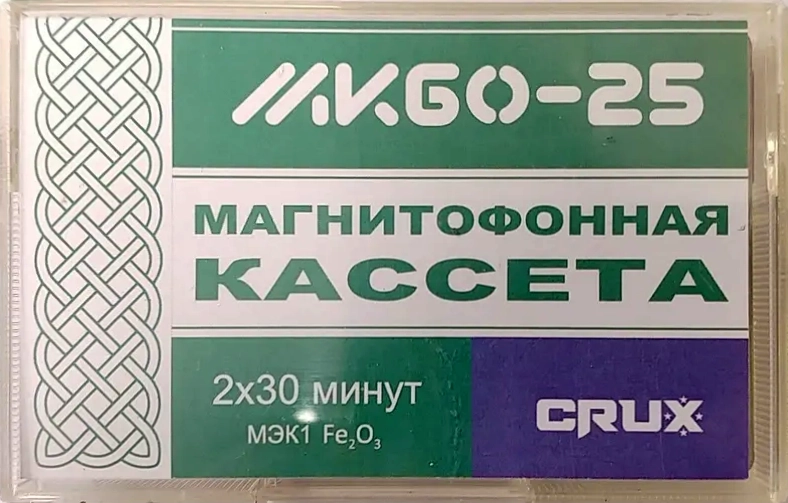 МК60-25
МАГНИТОФОННАЯ
КАССЕТА
2x30 минут
МЭК1 Fe₂O₃
CRUX